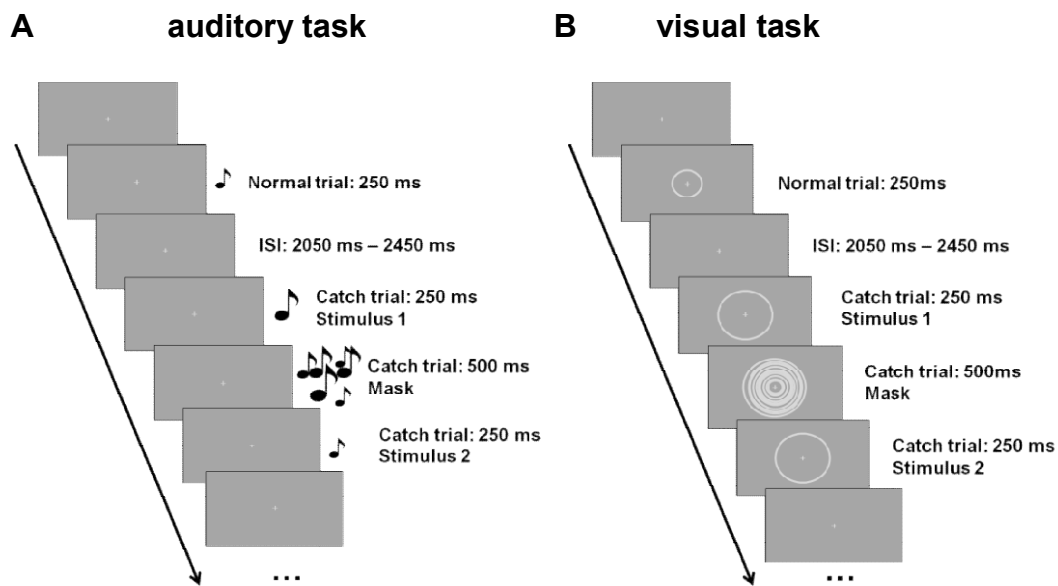 A auditory task
Normal trial: 250 ms
ISI: 2050 ms – 2450 ms
Catch trial: 250 ms
Stimulus 1
Catch trial: 500 ms
Mask
Catch trial: 250 ms
Stimulus 2
...
B visual task
Normal trial: 250ms
ISI: 2050 ms – 2450 ms
Catch trial: 250 ms
Stimulus 1
Catch trial: 500ms
Mask
Catch trial: 250 ms
Stimulus 2
...